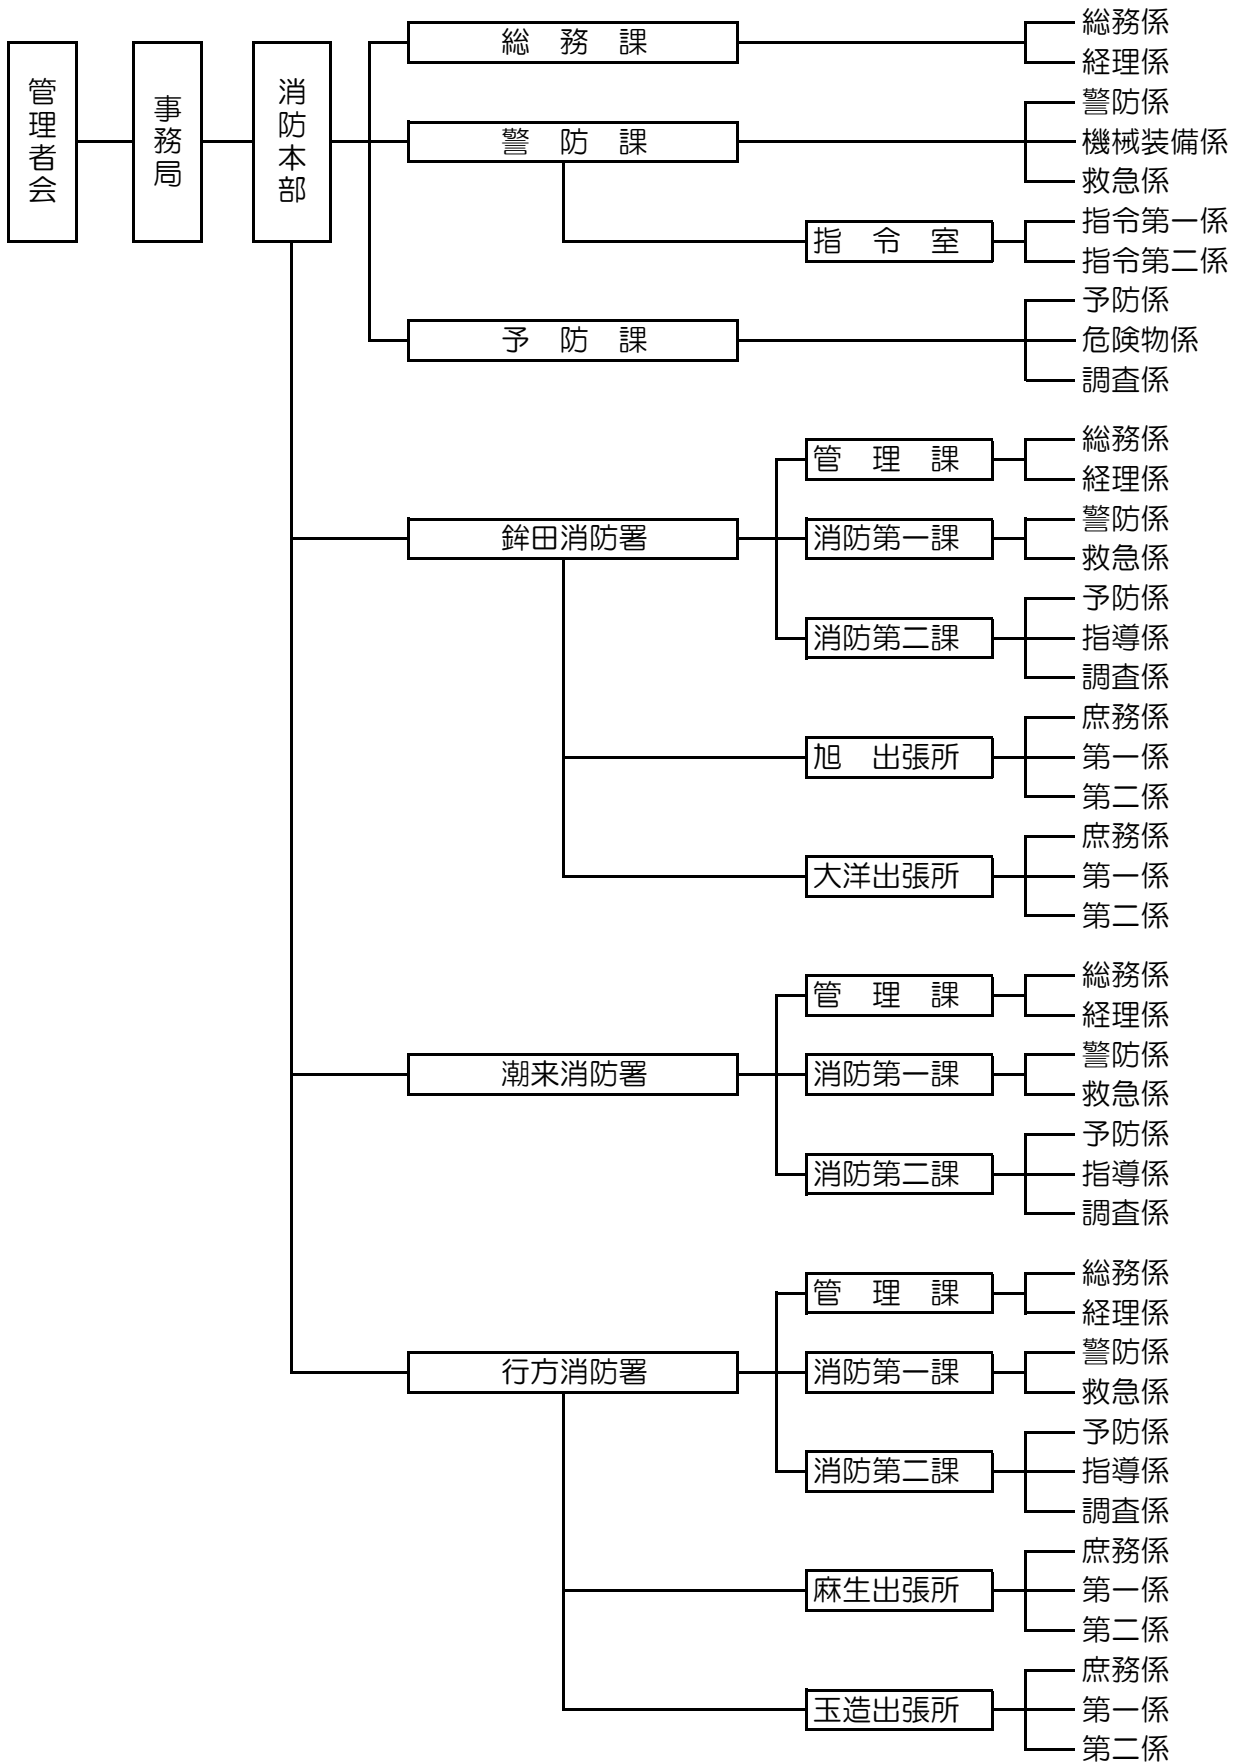 管理者会
事務局
消防本部
総　務　課
総務係
経理係
警　防　課
警防係
機械装備係
救急係
指　令　室
指令第一係
指令第二係
予　防　課
予防係
危険物係
調査係
鉾田消防署
管　理　課
総務係
経理係
消防第一課
警防係
救急係
消防第二課
予防係
指導係
調査係
旭　出張所
庶務係
第一係
第二係
大洋出張所
庶務係
第一係
第二係
潮来消防署
管　理　課
総務係
経理係
消防第一課
警防係
救急係
消防第二課
予防係
指導係
調査係
行方消防署
管　理　課
総務係
経理係
消防第一課
警防係
救急係
消防第二課
予防係
指導係
調査係
麻生出張所
庶務係
第一係
第二係
玉造出張所
庶務係
第一係
第二係